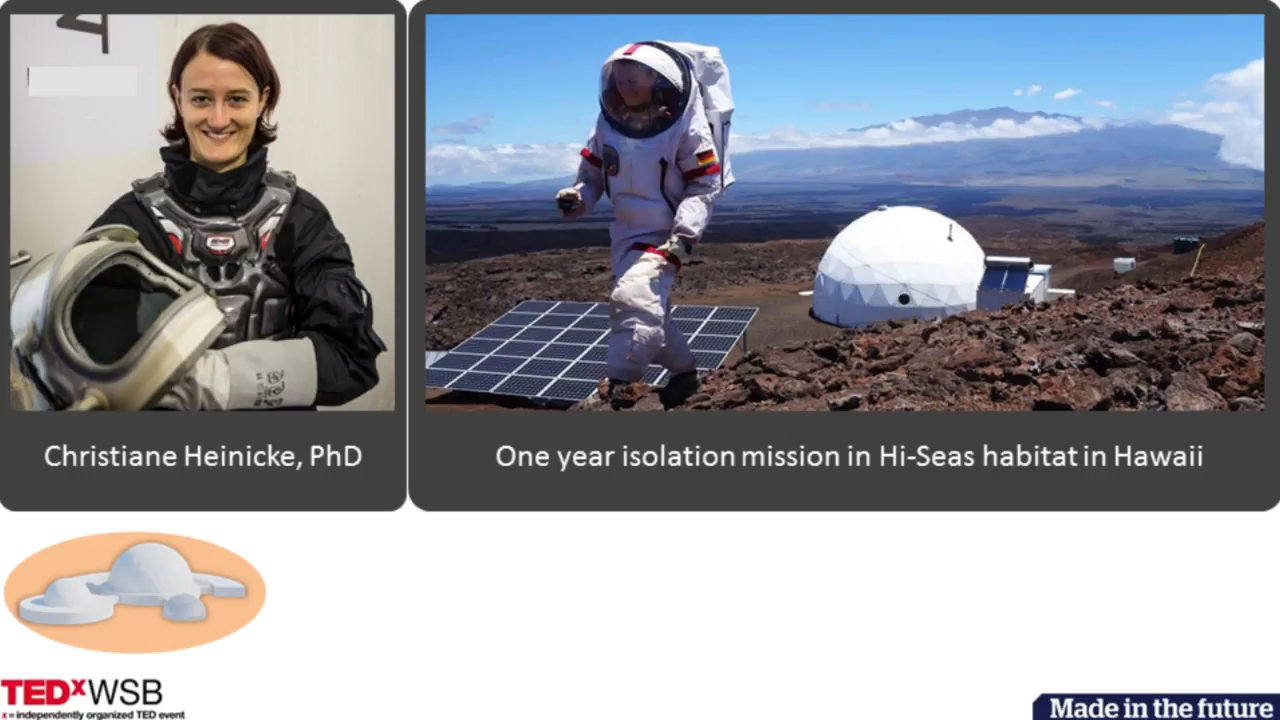 Christiane Heinicke, PhD
One year isolation mission in Hi-Seas habitat in Hawaii
TEDxWSB
x = independently organized TED event
Made in the future